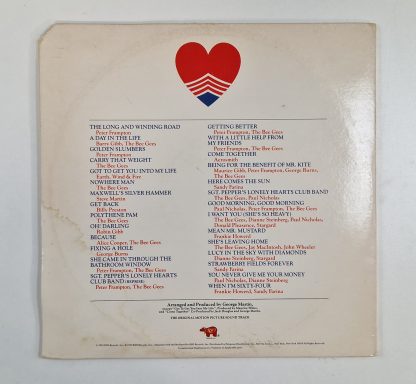 THE LONG AND WINDING ROAD
Peter Frampton
A DAY IN THE LIFE
Barry Gibb, The Bee Gees
GOLDEN SLUMBERS
Peter Frampton
CARRY THAT WEIGHT
The Bee Gees
GOT TO GET YOU INTO MY LIFE
Earth, Wind & Fire
NOWHERE MAN
The Bee Gees
MAXWELL'S SILVER HAMMER
Steve Martin
GET BACK
Billy Preston
POLYTHENE PAM
The Bee Gees
OH! DARLING
Robin Gibb
BECAUSE
Alice Cooper, The Bee Gees
FIXING A HOLE
George Burns
SHE CAME IN THROUGH THE
BATHROOM WINDOW
Peter Frampton, The Bee Gees
SGT. PEPPER'S LONELY HEARTS
CLUB BAND (REPRISE)
Peter Frampton, The Bee Gees
GETTING BETTER
Peter Frampton, The Bee Gees
WITH A LITTLE HELP FROM
MY FRIENDS
Peter Frampton, The Bee Gees
COME TOGETHER
Aerosmith
BEING FOR THE BENEFIT OF MR. KITE
Maurice Gibb, Peter Frampton, George Burns,
The Bee Gees
HERE COMES THE SUN
Sandy Farina
SGT. PEPPER'S LONELY HEARTS CLUB BAND
The Bee Gees, Paul Nicholas
GOOD MORNING, GOOD MORNING
Paul Nicholas, Peter Frampton, The Bee Gees
I WANT YOU (SHE'S SO HEAVY)
The Bee Gees, Dianne Steinberg, Paul Nicholas,
Donald Pleasence, Stargard
MEAN MR. MUSTARD
Frankie Howerd
SHE'S LEAVING HOME
The Bee Gees, Jay MacIntosh, John Wheeler
LUCY IN THE SKY WITH DIAMONDS
Dianne Steinberg, Stargard
STRAWBERRY FIELDS FOREVER
Sandy Farina
YOU NEVER GIVE ME YOUR MONEY
Paul Nicholas, Dianne Steinberg
WHEN I'M SIXTY-FOUR
Frankie Howerd, Sandy Farina
Arranged and Produced by George Martin,
THE ORIGINAL MOTION PICTURE SOUND TRACK